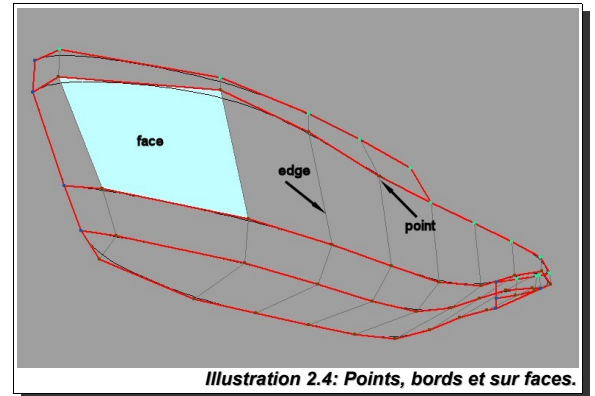 face
edge
point
Illustration 2.4: Points, bords et sur faces.